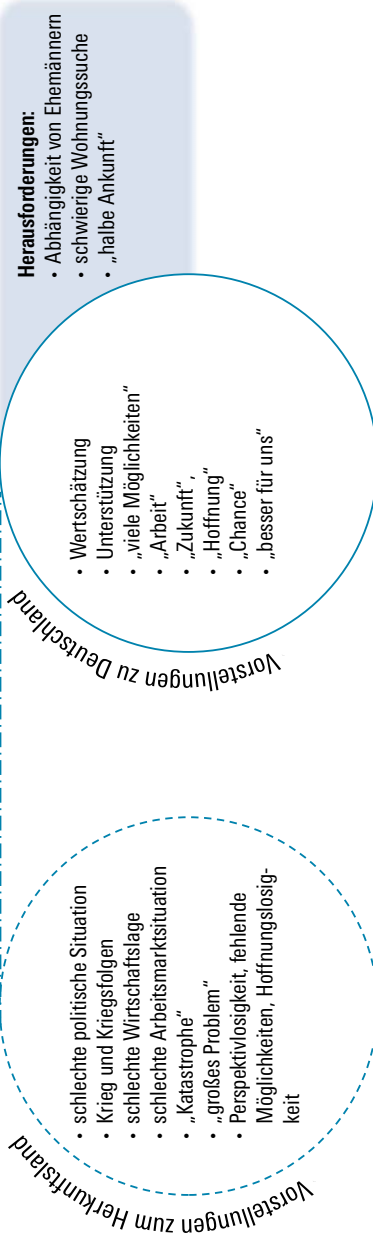 Vorstellungen zum Herkunftsland
• schlechte politische Situation
• Krieg und Kriegsfolgen
• schlechte Wirtschaftslage
• schlechte Arbeitsmarktsituation
• „Katastrophe“
• „großes Problem“
• Perspektivlosigkeit, fehlende
Möglichkeiten, Hoffnungslosig-
keit
Vorstellungen zu Deutschland
• Wertschätzung
• Unterstützung
• „viele Möglichkeiten“
• „Arbeit“
• „Zukunft“,
• „Hoffnung“
• „Chance“
• „besser für uns“
Herausforderungen:
• Abhängigkeit von Ehemännern
• schwierige Wohnungssuche
• „halbe Ankunft“